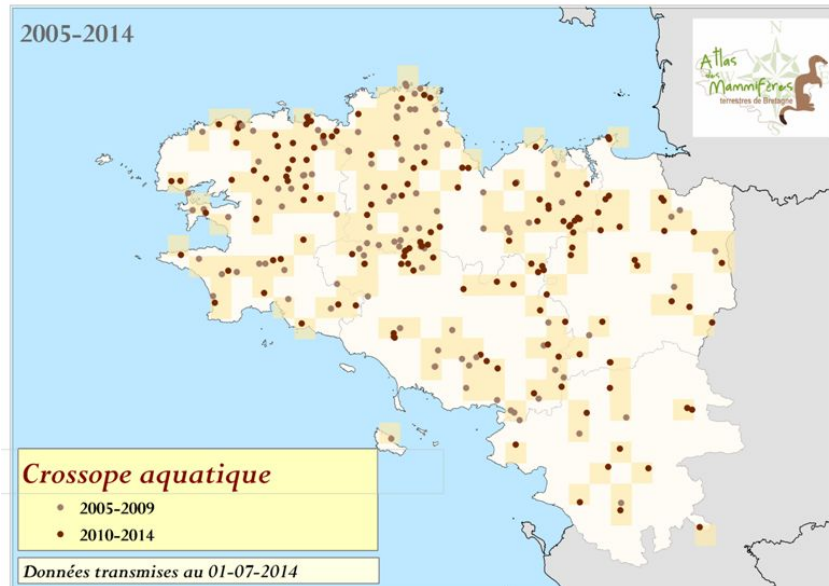 2005-2014
N
Atlas
des
Mammifères
terrestres de Bretagne
Crossope aquatique
2005-2009
2010-2014
Données transmises au 01-07-2014